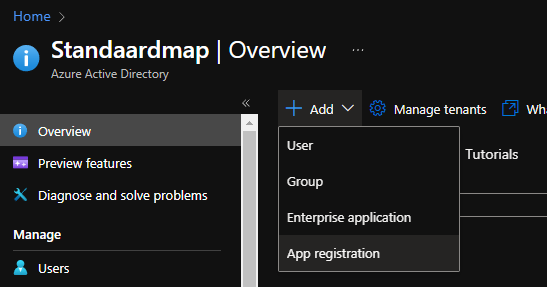 Home >
Standaardmap | Overview ...
Azure Active Directory
«
+ Add Manage tenants
Overview
Preview features
Diagnose and solve problems
Manage
Users
User
Group
Enterprise application
App registration
Tutorials